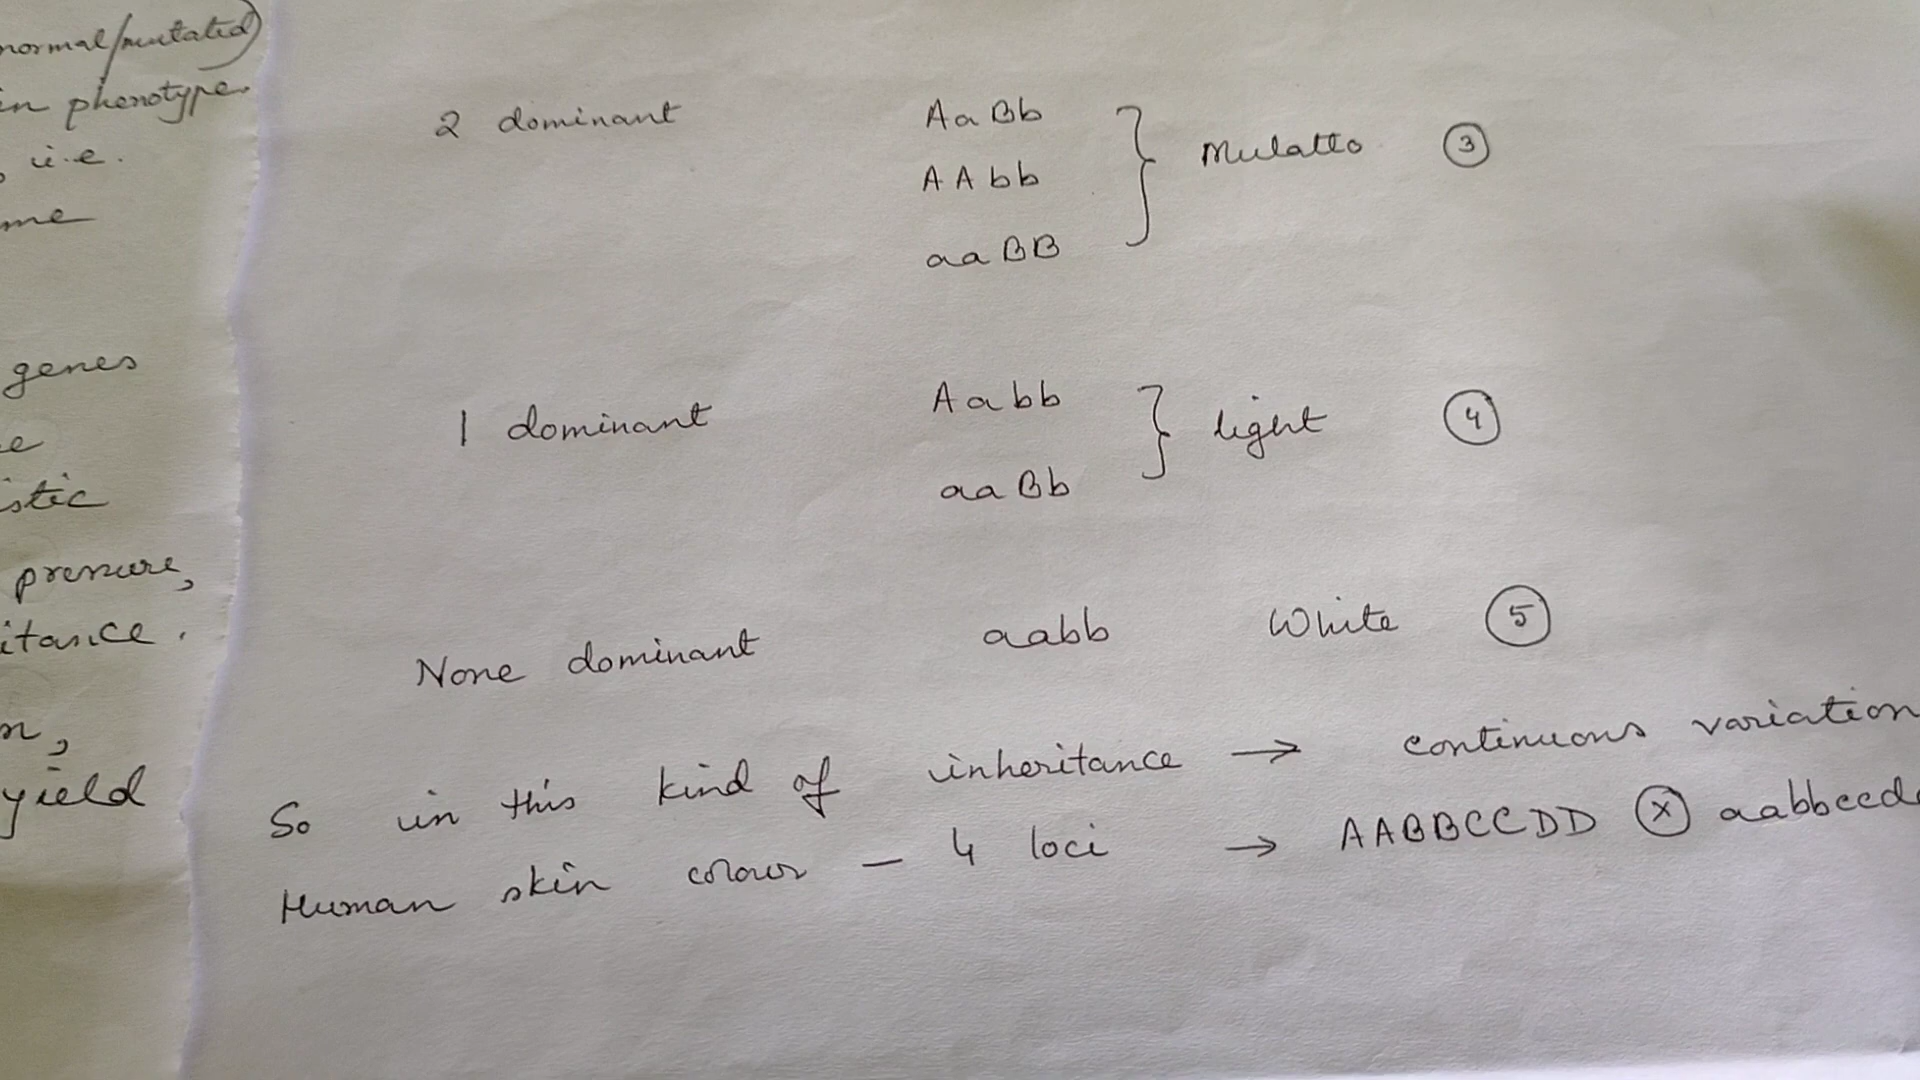 normal/mutated)
in phenotype.
i.e.
me
genes
e
istic
pressure,
itance.
n,
yield
2 dominant AaBb
AAbb } Mulatto 3
aaBB
1 dominant Aabb } light 4
aaBb
None dominant aabb White 5
So in this kind of inheritance → continuous variation
Human skin colour - 4 loci → AABBCCDD X aabbccd